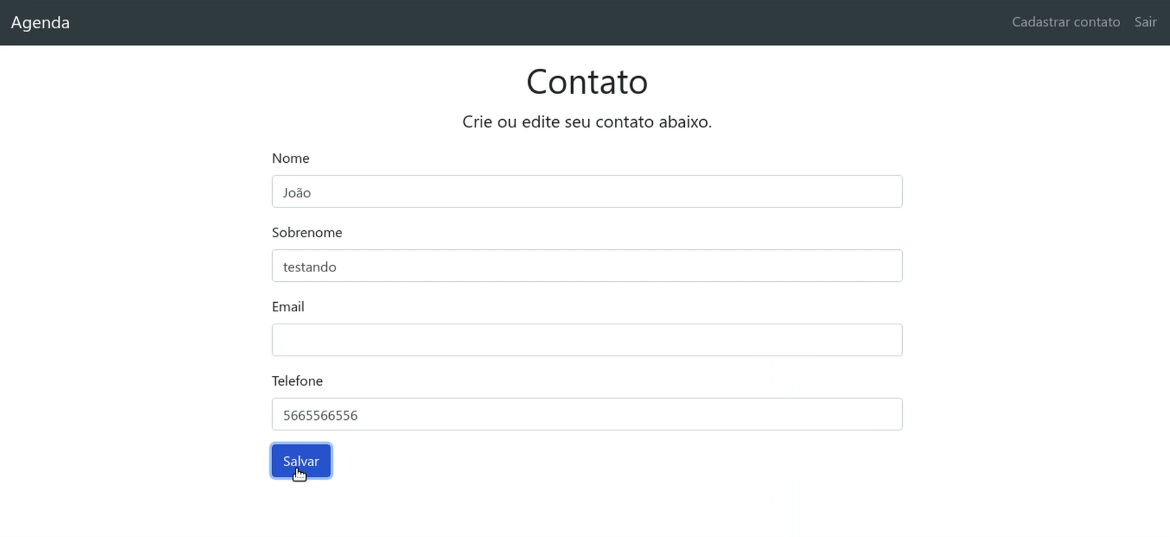 Agenda
Cadastrar contato Sair
Contato
Crie ou edite seu contato abaixo.
Nome
João
Sobrenome
testando
Email
Telefone
5665566556
Salvar